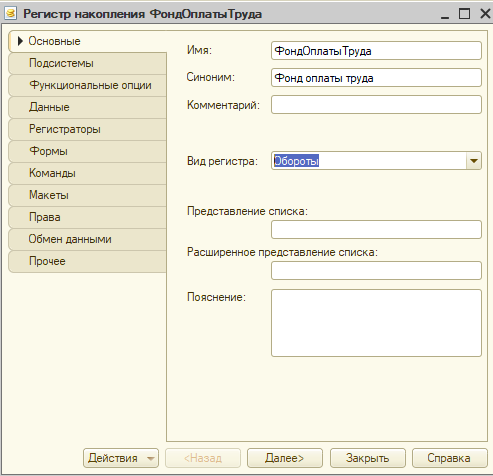 Регистр накопления ФондОплатыТруда
Основные
Подсистемы
Функциональные опции
Данные
Регистраторы
Формы
Команды
Макеты
Права
Обмен данными
Прочее
Имя: ФондОплатыТруда
Синоним: Фонд оплаты труда
Комментарий:
Вид регистра: Обороты
Представление списка:
Расширенное представление списка:
Пояснение:
Действия <Назад Далее> Закрыть Справка